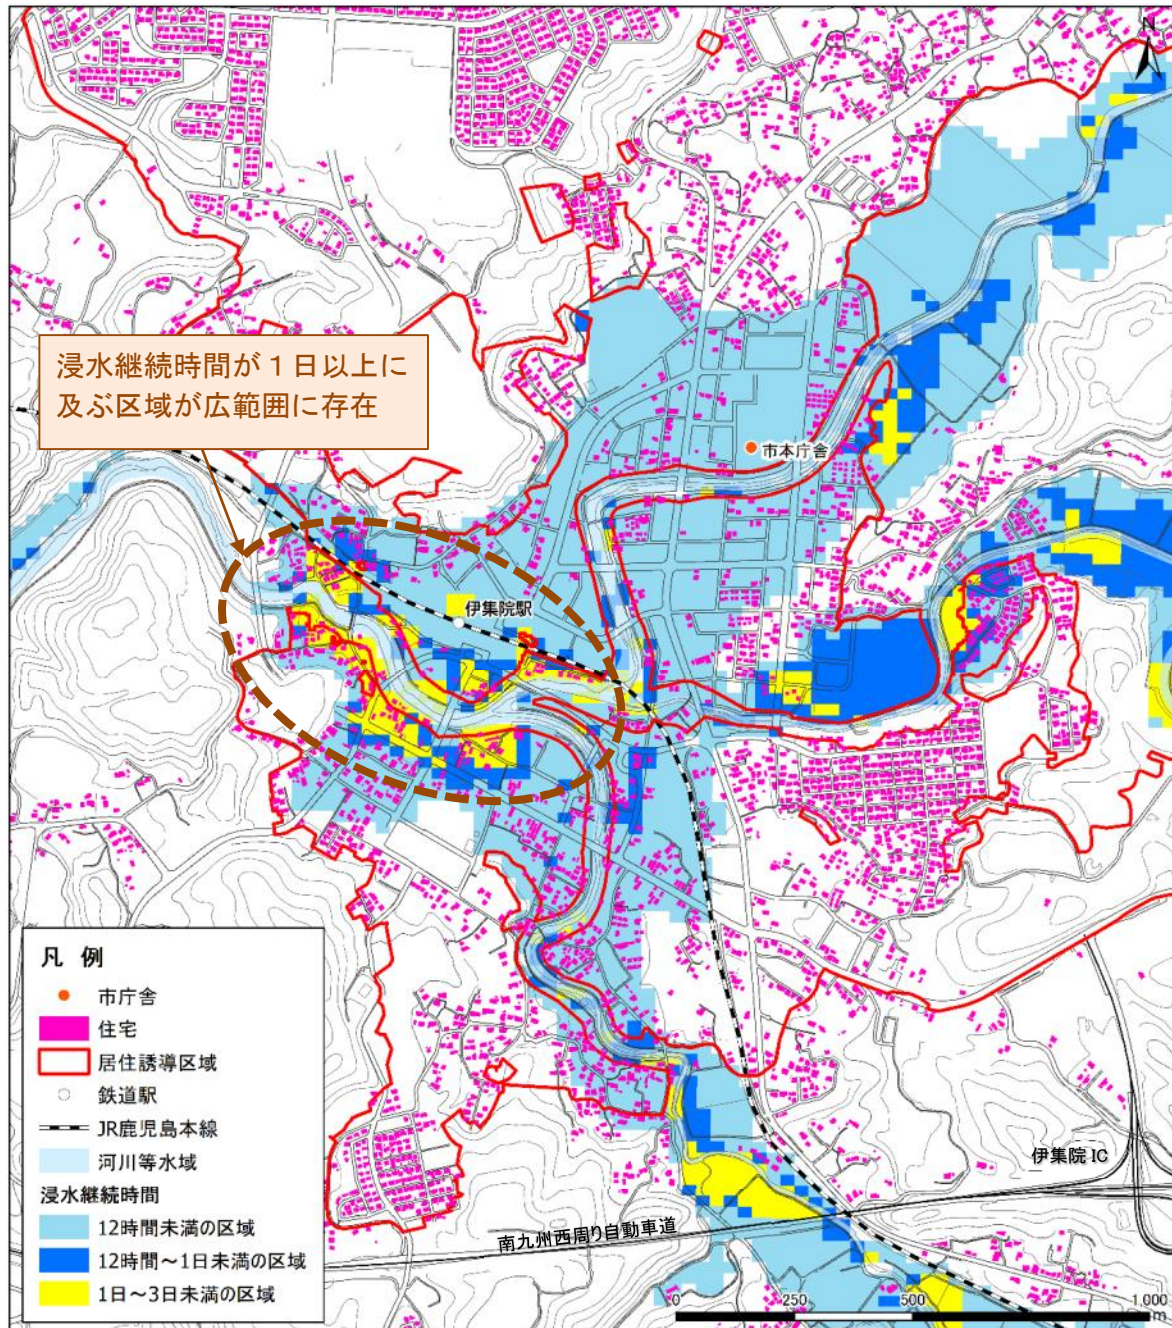 N
浸水継続時間が１日以上に
及ぶ区域が広範囲に存在
市本庁舎
伊集院駅
凡 例
市庁舎
住宅
居住誘導区域
鉄道駅
JR鹿児島本線
河川等水域
浸水継続時間
12時間未満の区域
12時間～1日未満の区域
1日～3日未満の区域
伊集院 IC
南九州西周り自動車道
0 250 500 1,000
m